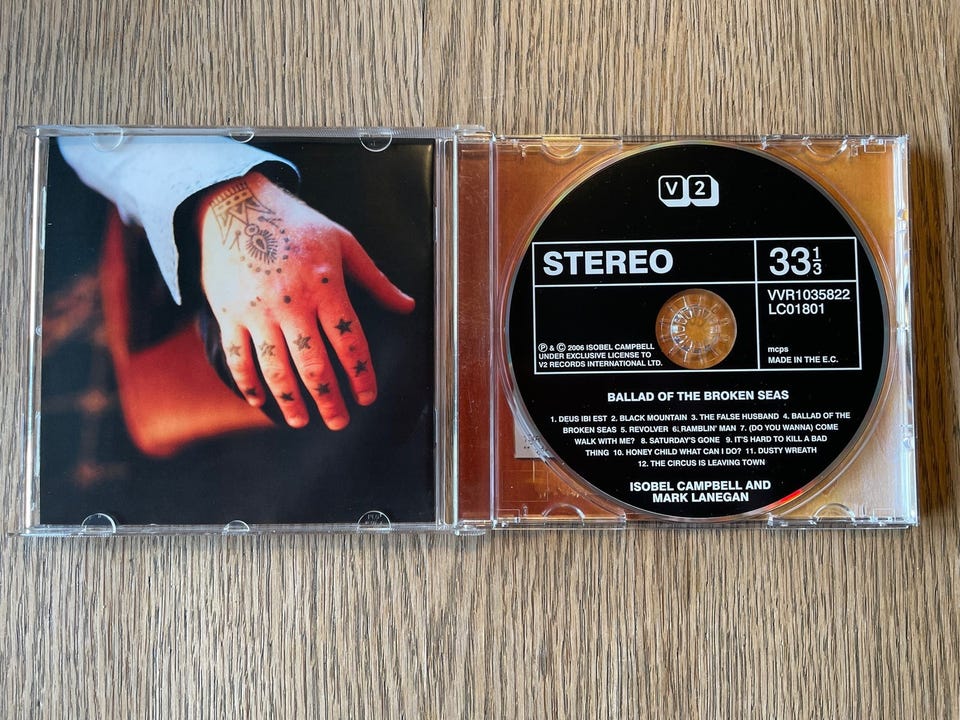 V2
STEREO
33 1/3
VVR1035822
LC01801
Ⓟ & © 2006 ISOBEL CAMPBELL
UNDER EXCLUSIVE LICENSE TO
V2 RECORDS INTERNATIONAL LTD.
mcps
MADE IN THE E.C.
BALLAD OF THE BROKEN SEAS
1. DEUS IBI EST 2. BLACK MOUNTAIN 3. THE FALSE HUSBAND 4. BALLAD OF THE
BROKEN SEAS 5. REVOLVER 6. RAMBLIN' MAN 7. (DO YOU WANNA) COME
WALK WITH ME? 8. SATURDAY'S GONE 9. IT'S HARD TO KILL A BAD
THING 10. HONEY CHILD WHAT CAN I DO? 11. DUSTY WREATH
12. THE CIRCUS IS LEAVING TOWN
ISOBEL CAMPBELL AND
MARK LANEGAN